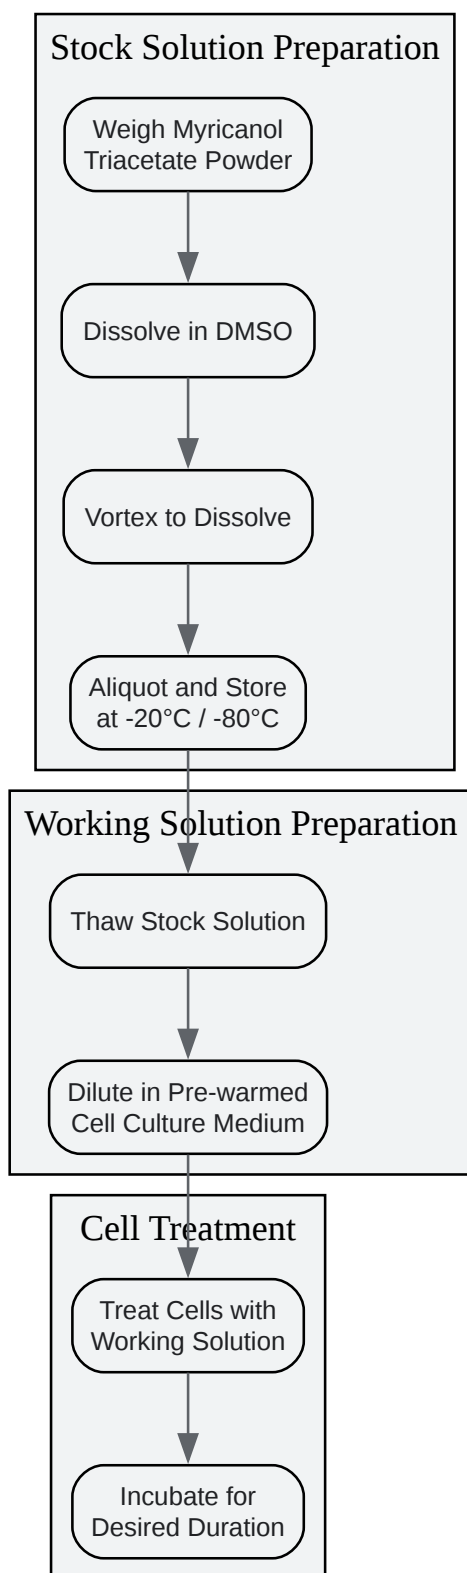 Stock Solution Preparation
Weigh Myricanol
Triacetate Powder
Dissolve in DMSO
Vortex to Dissolve
Aliquot and Store
at -20°C / -80°C
Working Solution Preparation
Thaw Stock Solution
Dilute in Pre-warmed
Cell Culture Medium
Cell Treatment
Treat Cells with
Working Solution
Incubate for
Desired Duration